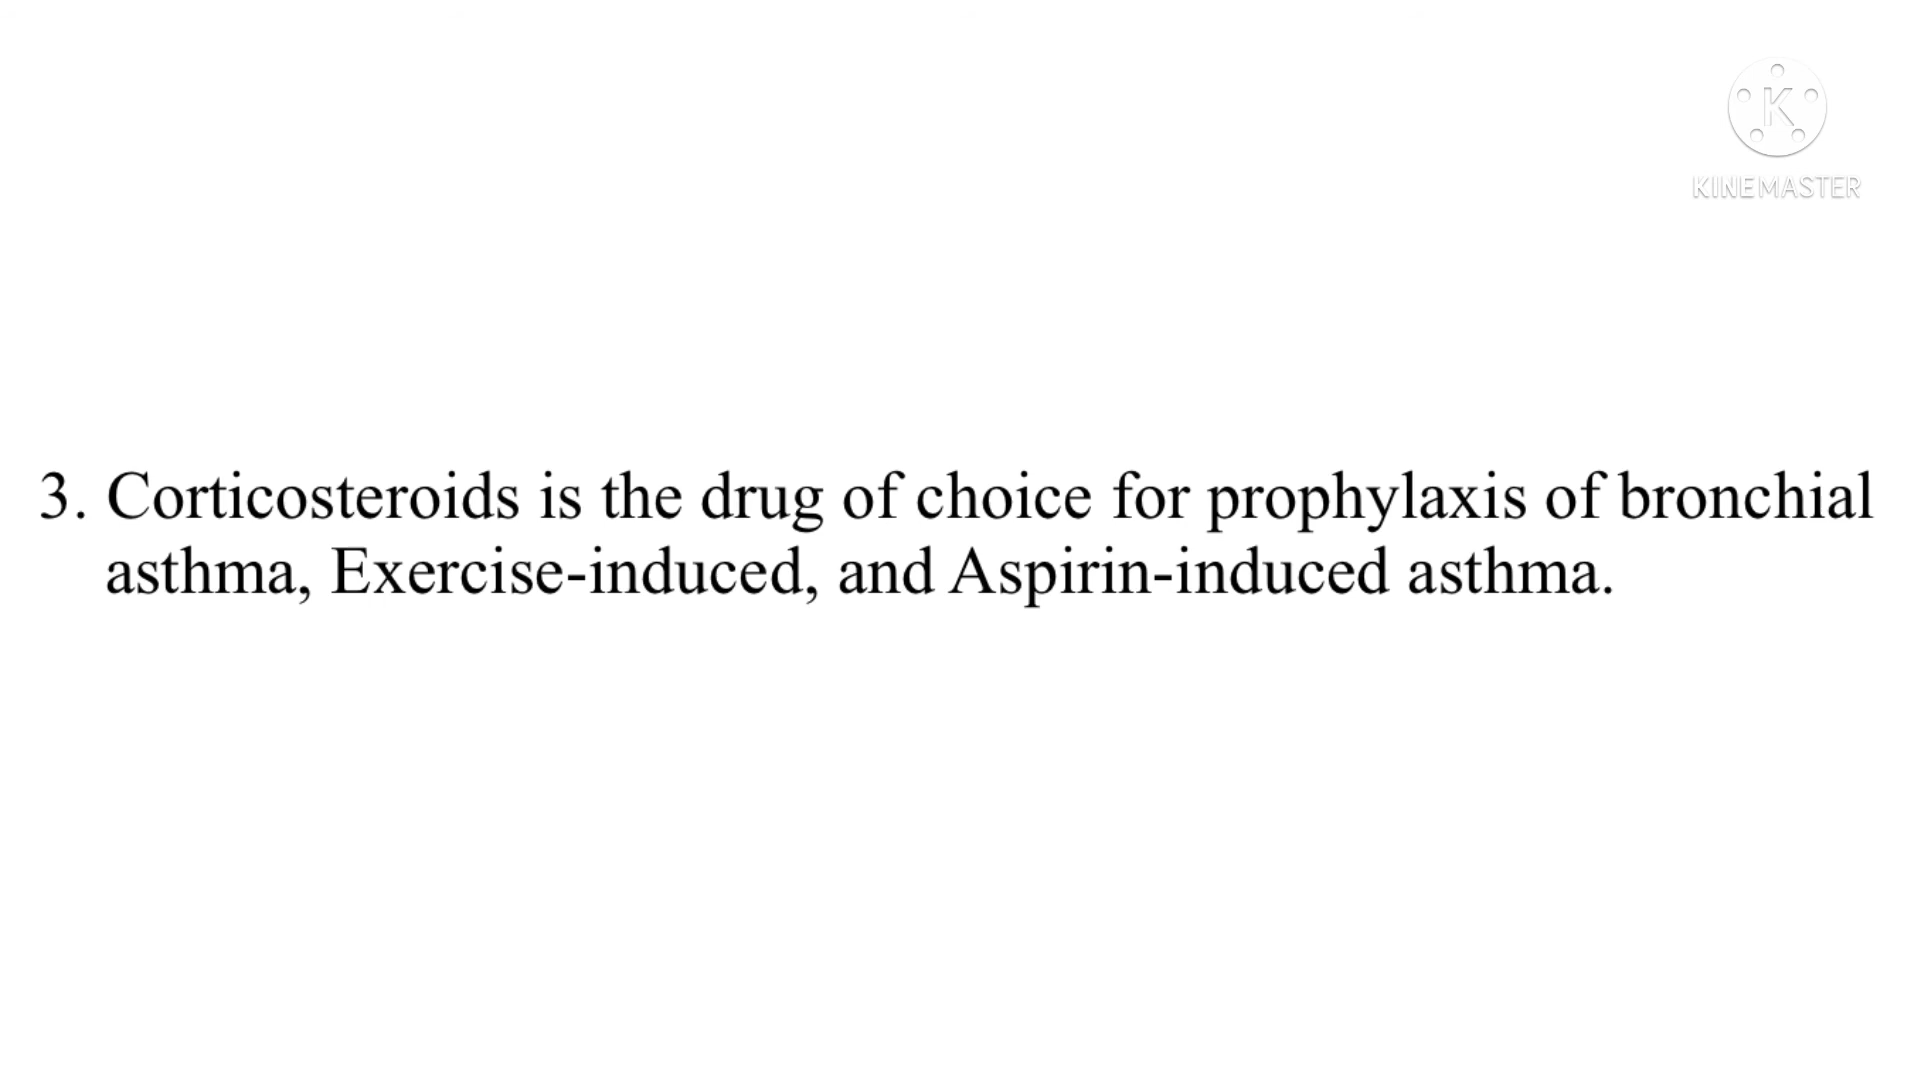 K
KINEMASTER
3. Corticosteroids is the drug of choice for prophylaxis of bronchial
asthma, Exercise-induced, and Aspirin-induced asthma.